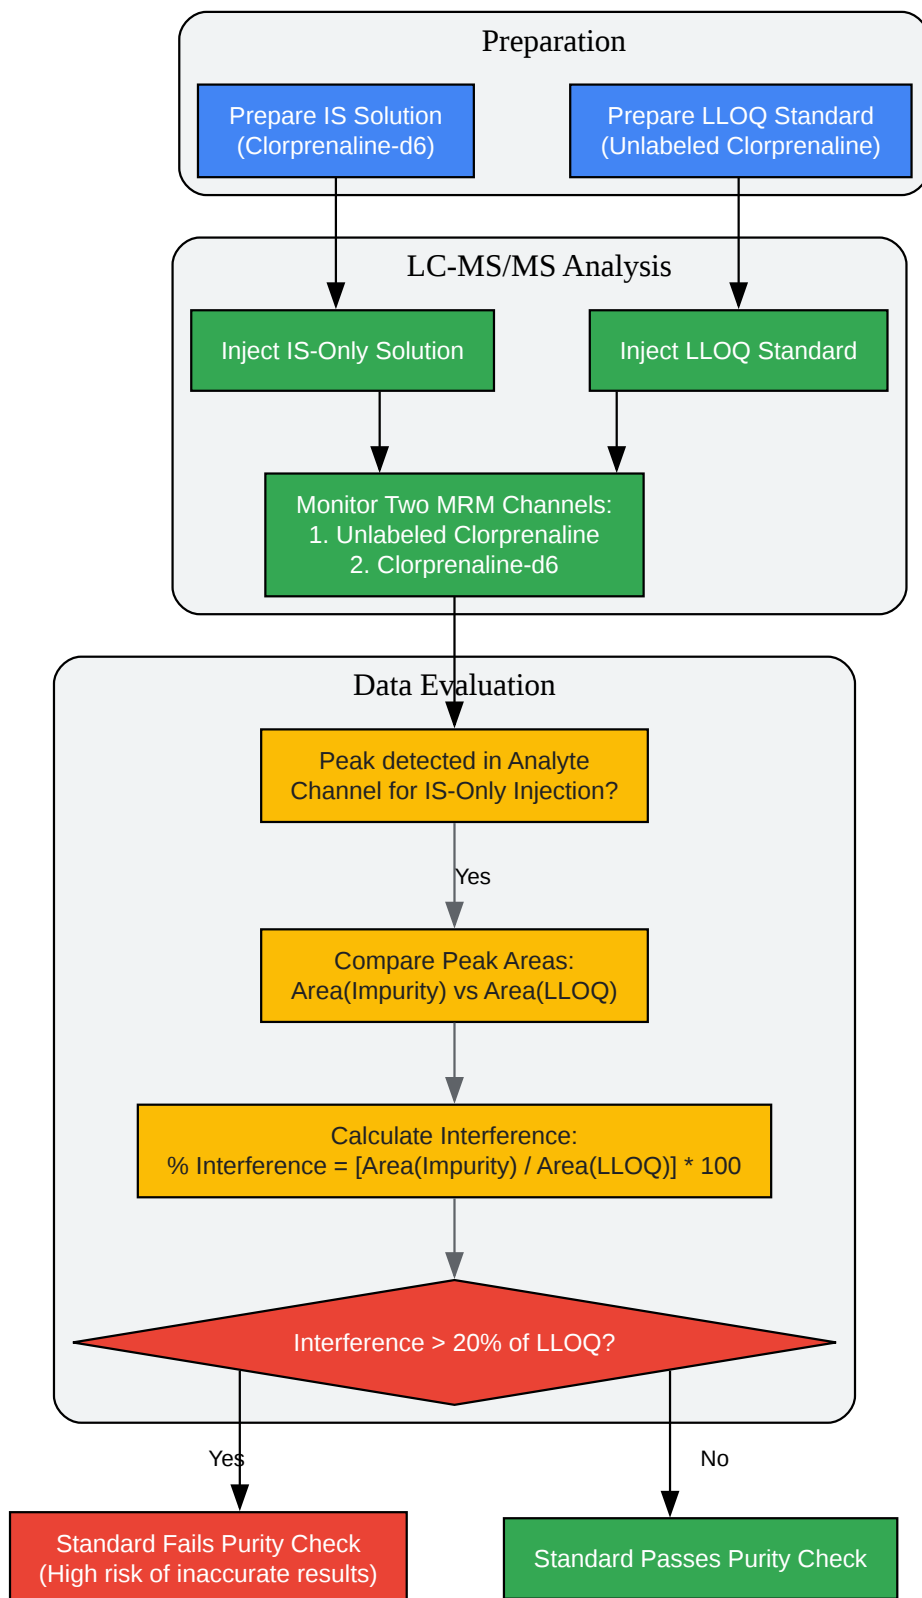 Preparation
Prepare IS Solution
(Clorprenaline-d6)
Prepare LLOQ Standard
(Unlabeled Clorprenaline)
LC-MS/MS Analysis
Inject IS-Only Solution
Inject LLOQ Standard
Monitor Two MRM Channels:
1. Unlabeled Clorprenaline
2. Clorprenaline-d6
Data Evaluation
Peak detected in Analyte
Channel for IS-Only Injection?
Yes
Compare Peak Areas:
Area(Impurity) vs Area(LLOQ)
Calculate Interference:
% Interference = [Area(Impurity) / Area(LLOQ)] * 100
Interference > 20% of LLOQ?
Yes
No
Standard Fails Purity Check
(High risk of inaccurate results)
Standard Passes Purity Check